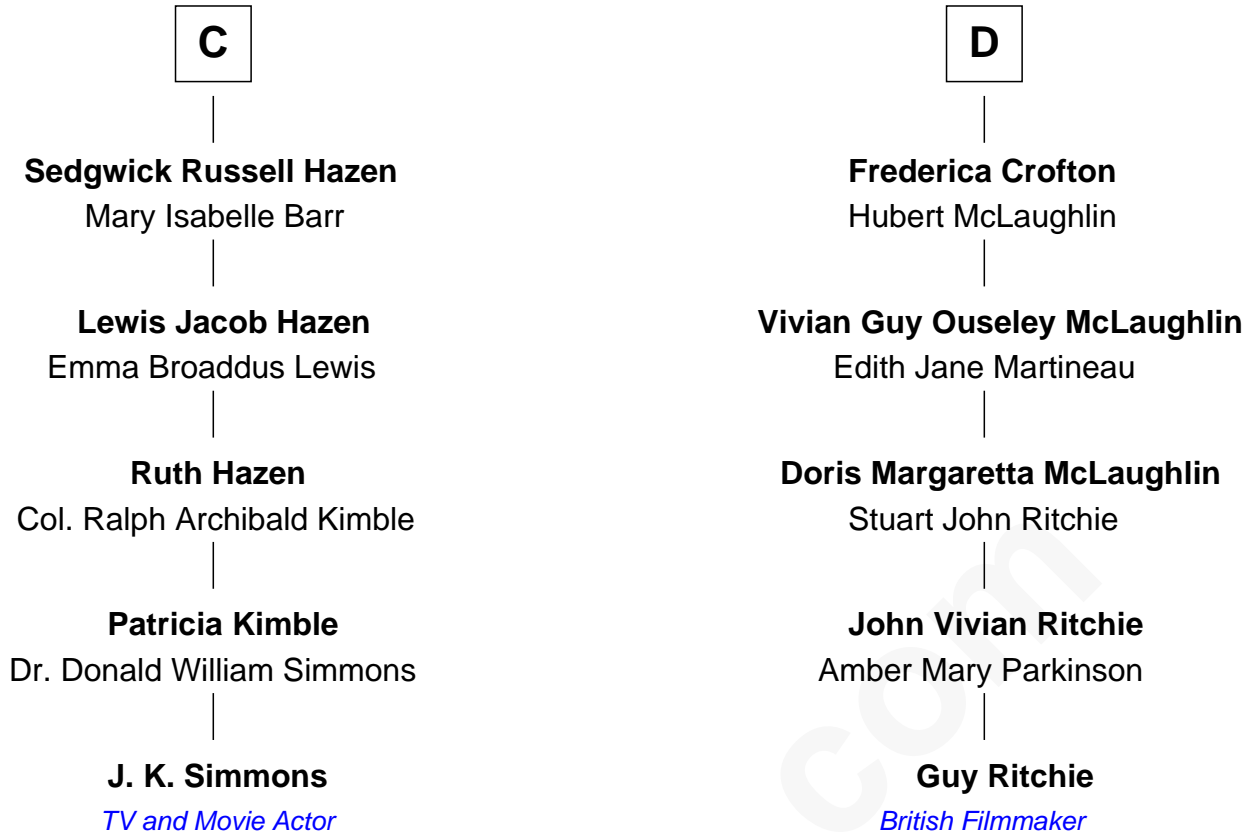 C
Sedgwick Russell Hazen
Mary Isabelle Barr
Lewis Jacob Hazen
Emma Broaddus Lewis
Ruth Hazen
Col. Ralph Archibald Kimble
Patricia Kimble
Dr. Donald William Simmons
J. K. Simmons
TV and Movie Actor
D
Frederica Crofton
Hubert McLaughlin
Vivian Guy Ouseley McLaughlin
Edith Jane Martineau
Doris Margaretta McLaughlin
Stuart John Ritchie
John Vivian Ritchie
Amber Mary Parkinson
Guy Ritchie
British Filmmaker
com